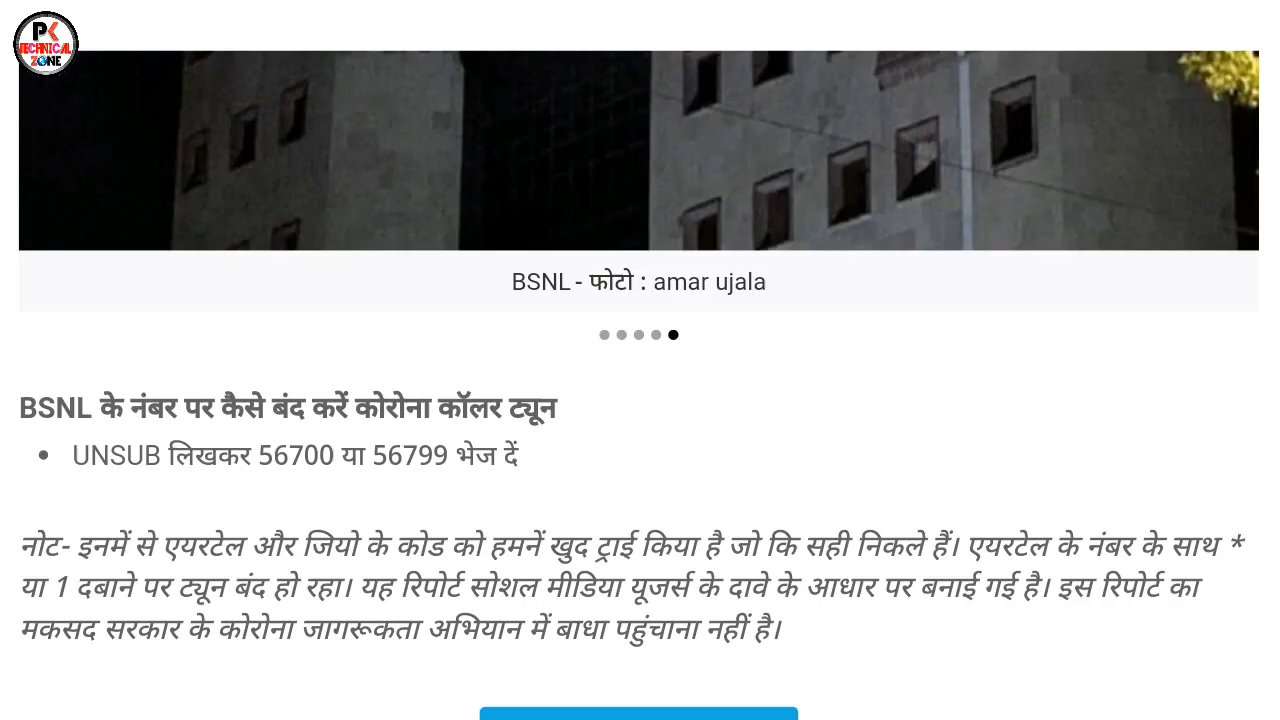 PK
TECHNICAL
ZONE
BSNL - फोटो : amar ujala
BSNL के नंबर पर कैसे बंद करें कोरोना कॉलर ट्यून
• UNSUB लिखकर 56700 या 56799 भेज दें
नोट- इनमें से एयरटेल और जियो के कोड को हमनें खुद ट्राई किया है जो कि सही निकले हैं। एयरटेल के नंबर के साथ *
या 1 दबाने पर ट्यून बंद हो रहा। यह रिपोर्ट सोशल मीडिया यूजर्स के दावे के आधार पर बनाई गई है। इस रिपोर्ट का
मकसद सरकार के कोरोना जागरूकता अभियान में बाधा पहुंचाना नहीं है।